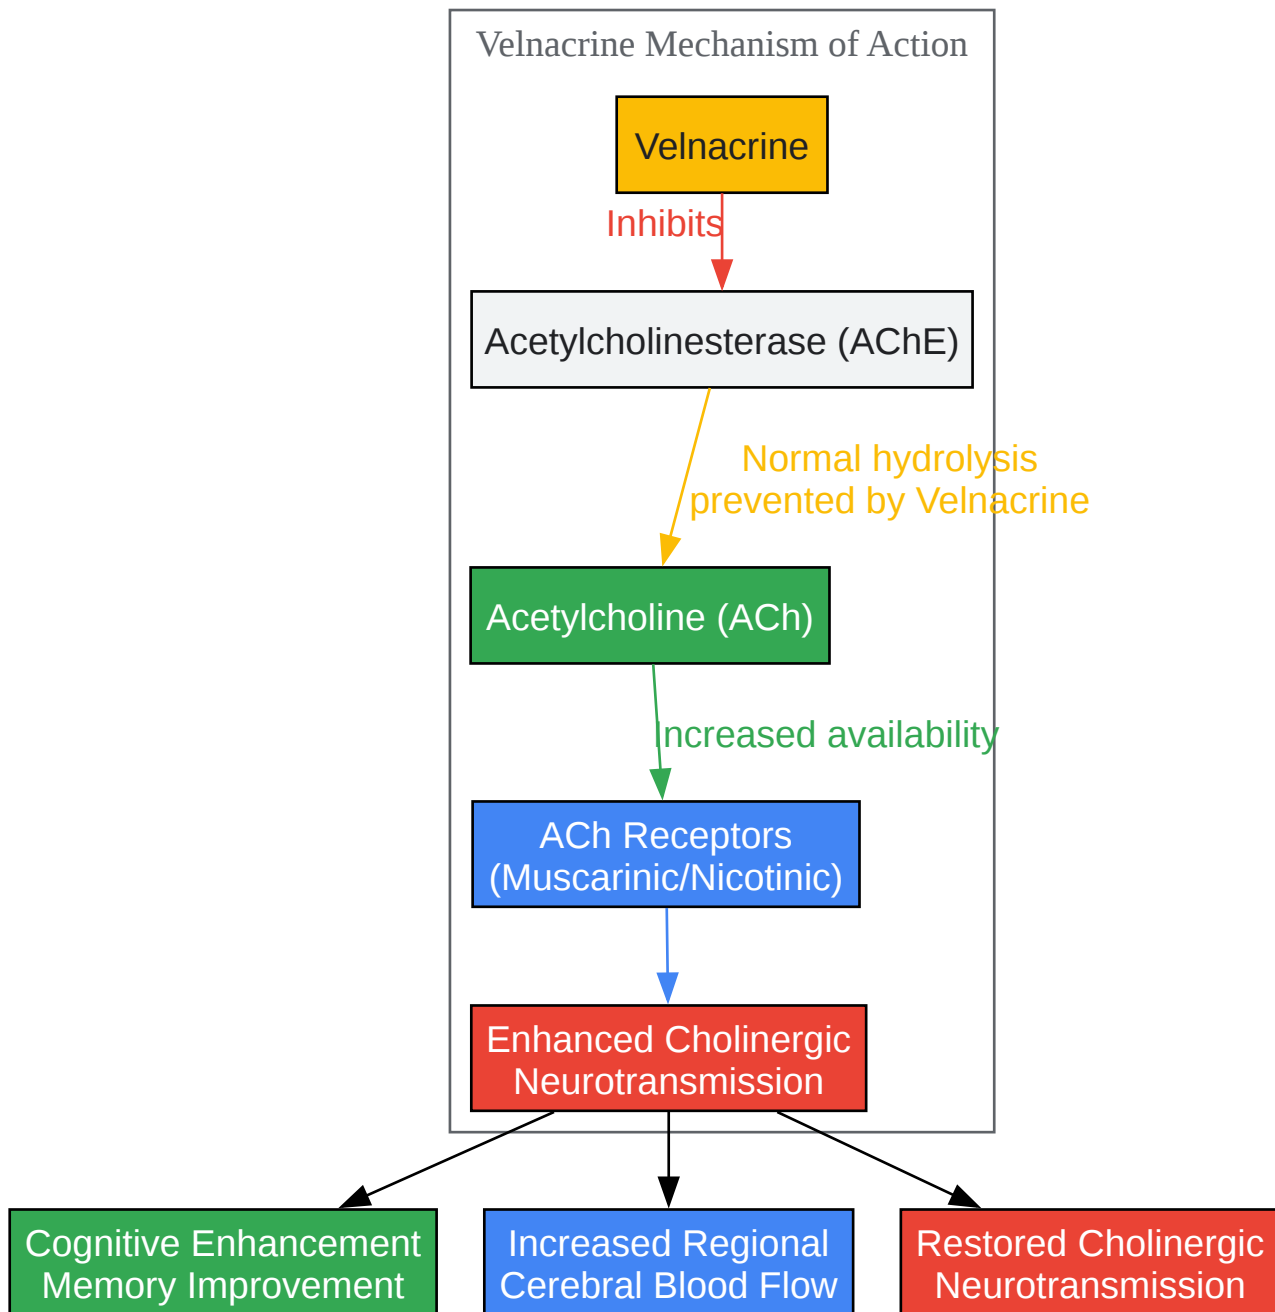 Velnacrine Mechanism of Action
Velnacrine
Inhibits
Acetylcholinesterase (AChE)
Normal hydrolysis
prevented by Velnacrine
Acetylcholine (ACh)
Increased availability
ACh Receptors
(Muscarinic/Nicotinic)
Enhanced Cholinergic
Neurotransmission
Cognitive Enhancement
Memory Improvement
Increased Regional
Cerebral Blood Flow
Restored Cholinergic
Neurotransmission